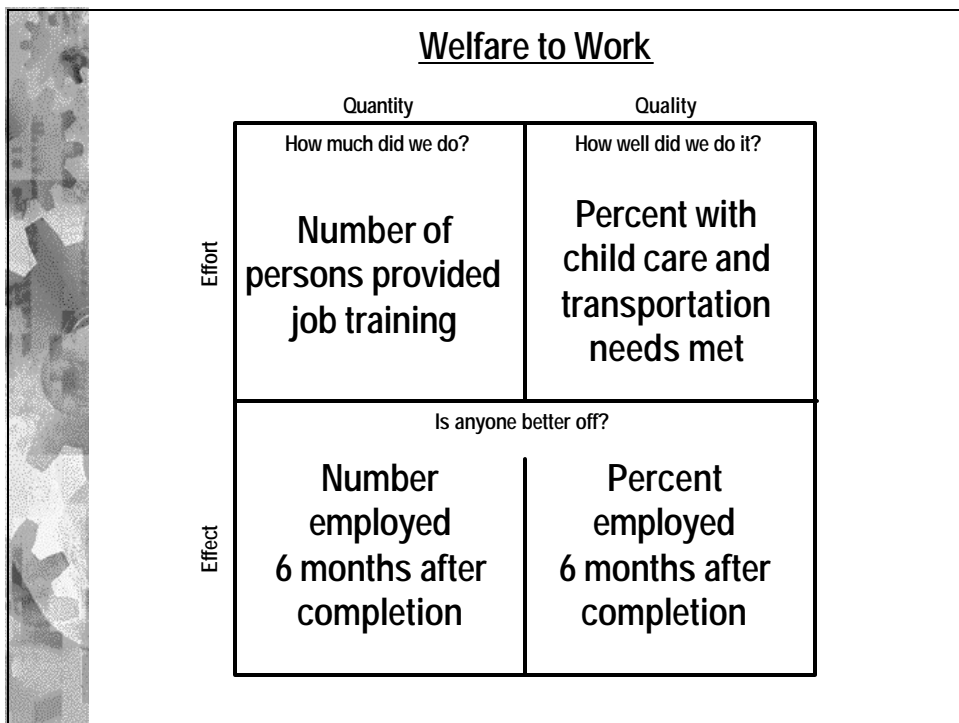 Welfare to Work
Quantity
Quality
How much did we do?
How well did we do it?
Effort
Number of
persons provided
job training
Percent with
child care and
transportation
needs met
Is anyone better off?
Effect
Number
employed
6 months after
completion
Percent
employed
6 months after
completion